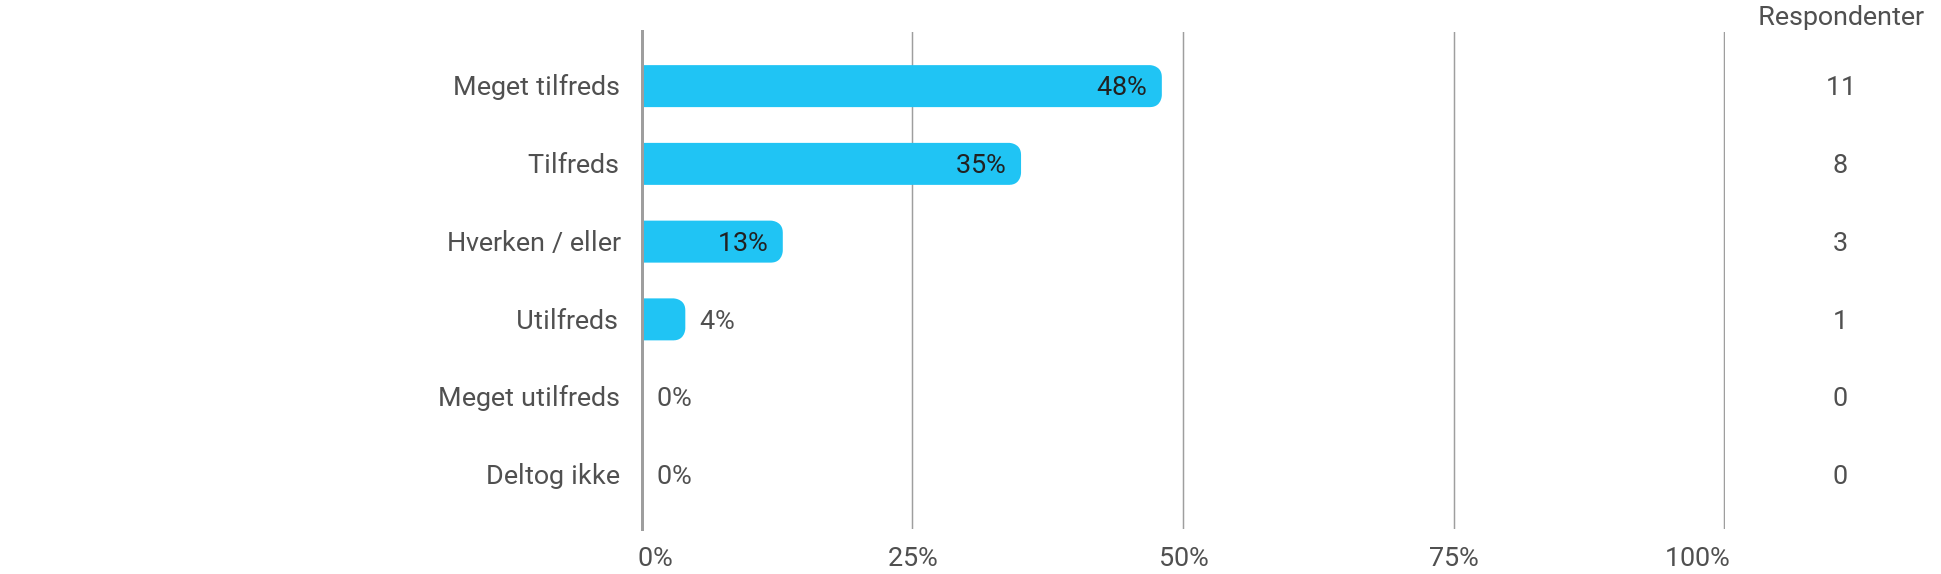 Respondenter
Meget tilfreds 48% 11
Tilfreds 35% 8
Hverken / eller 13% 3
Utilfreds 4% 1
Meget utilfreds 0% 0
Deltog ikke 0% 0
0% 25% 50% 75% 100%